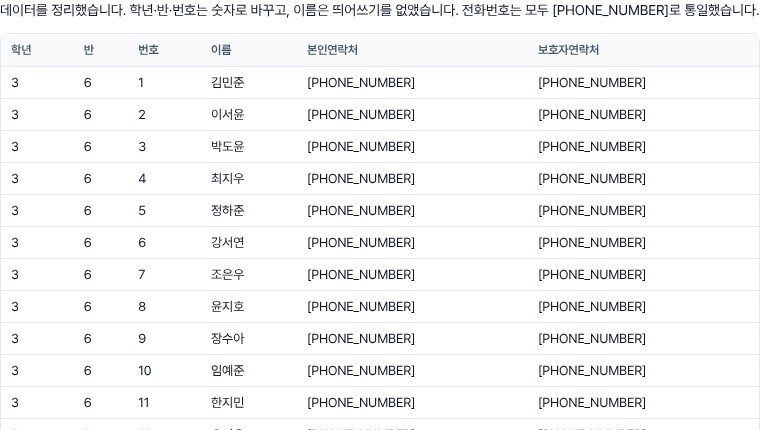 데이터를 정리했습니다. 학년·반·번호는 숫자로 바꾸고, 이름은 띄어쓰기를 없앴습니다. 전화번호는 모두 [PHONE_NUMBER]로 통일했습니다.
학년 반 번호 이름 본인연락처 보호자연락처
3 6 1 김민준 [PHONE_NUMBER] [PHONE_NUMBER]
3 6 2 이서윤 [PHONE_NUMBER] [PHONE_NUMBER]
3 6 3 박도윤 [PHONE_NUMBER] [PHONE_NUMBER]
3 6 4 최지우 [PHONE_NUMBER] [PHONE_NUMBER]
3 6 5 정하준 [PHONE_NUMBER] [PHONE_NUMBER]
3 6 6 강서연 [PHONE_NUMBER] [PHONE_NUMBER]
3 6 7 조은우 [PHONE_NUMBER] [PHONE_NUMBER]
3 6 8 윤지호 [PHONE_NUMBER] [PHONE_NUMBER]
3 6 9 장수아 [PHONE_NUMBER] [PHONE_NUMBER]
3 6 10 임예준 [PHONE_NUMBER] [PHONE_NUMBER]
3 6 11 한지민 [PHONE_NUMBER] [PHONE_NUMBER]